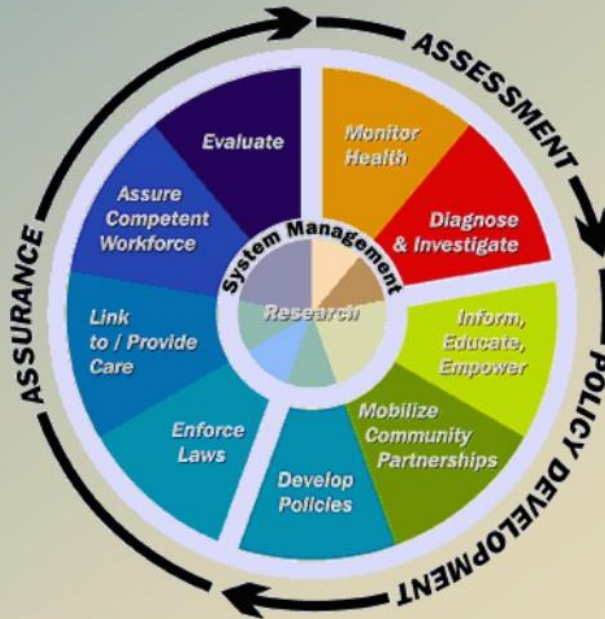 ASSESSMENT
Monitor
Health
Diagnose
& Investigate
POLICY DEVELOPMENT
Inform,
Educate,
Empower
Mobilize
Community
Partnerships
Develop
Policies
ASSURANCE
Enforce
Laws
Link
to / Provide
Care
Assure
Competent
Workforce
Evaluate
System Management
Research